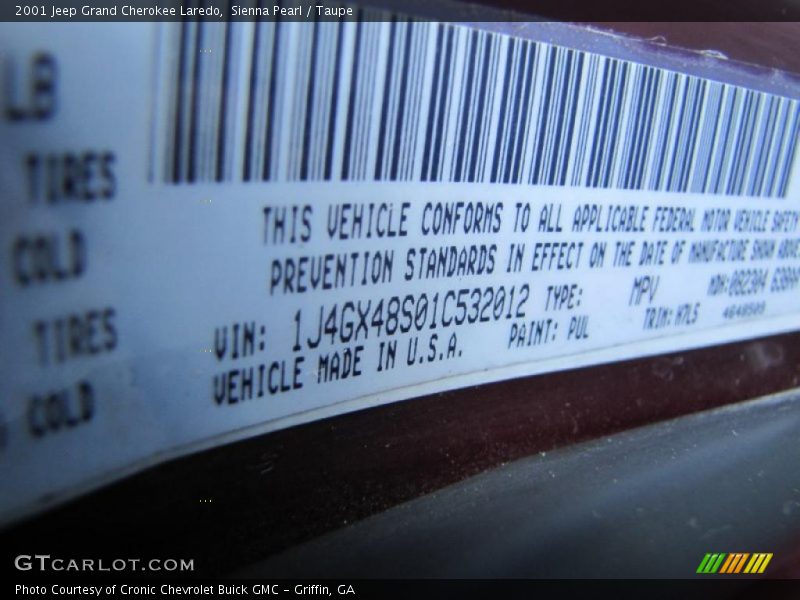 2001 Jeep Grand Cherokee Laredo, Sienna Pearl / Taupe
LB
TIRES
COLD
TIRES
COLD
THIS VEHICLE CONFORMS TO ALL APPLICABLE FEDERAL MOTOR VEHICLE SAFETY
PREVENTION STANDARDS IN EFFECT ON THE DATE OF MANUFACTURE SHOWN ABOVE
VIN: 1J4GX48S01C532012 TYPE: MPV MDH:
VEHICLE MADE IN U.S.A. PAINT: PUL TRIM:
GTCARLOT.COM
Photo Courtesy of Cronic Chevrolet Buick GMC – Griffin, GA